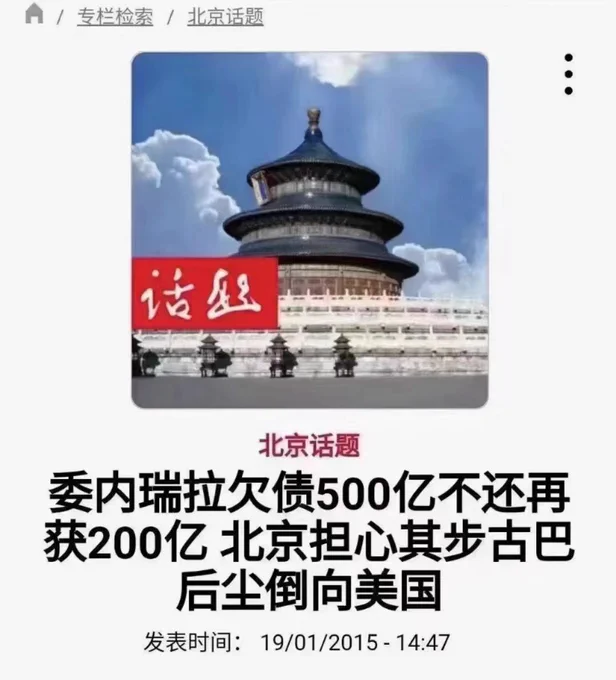 / 专栏检索 / 北京话题
话题
北京话题
委内瑞拉欠债500亿不还再
获200亿 北京担心其步古巴
后尘倒向美国
发表时间： 19/01/2015 - 14:47